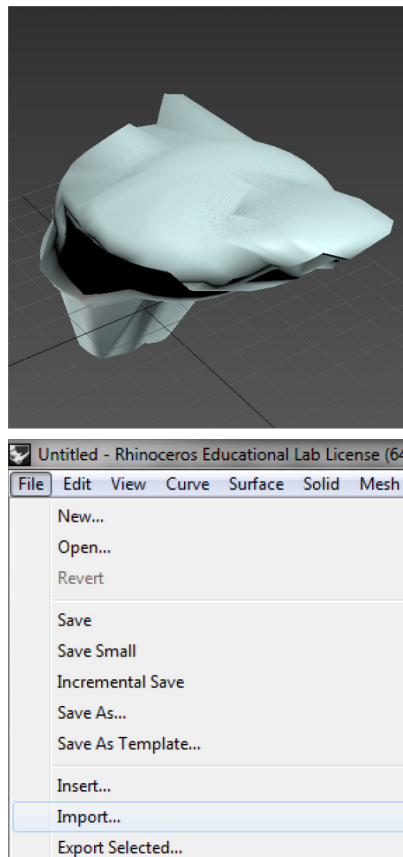 Untitled - Rhinoceros Educational Lab License (64
File Edit View Curve Surface Solid Mesh
New...
Open...
Revert
Save
Save Small
Incremental Save
Save As...
Save As Template...
Insert...
Import...
Export Selected...